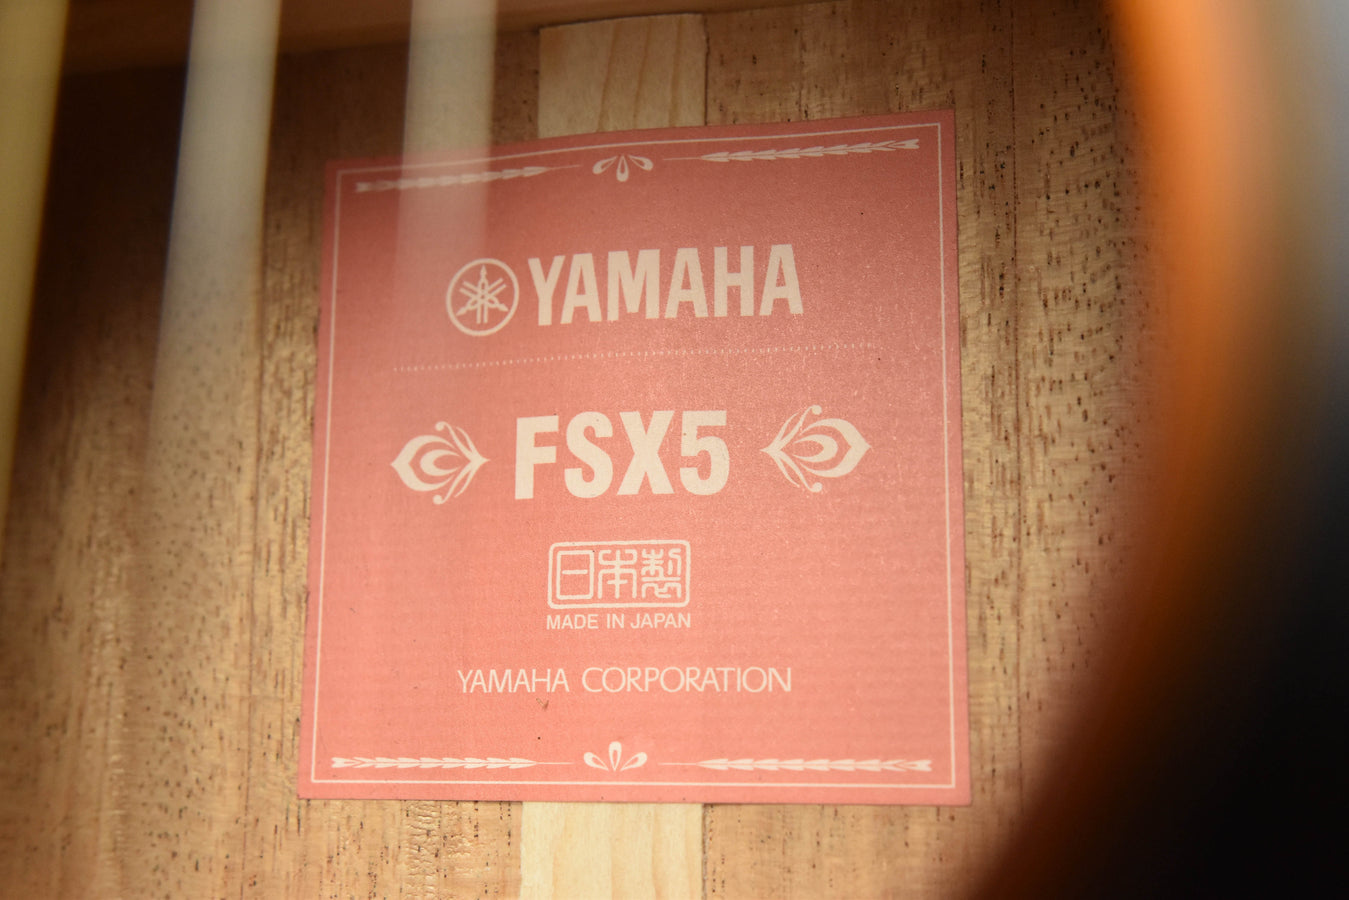 YAMAHA
FSX5
日本製
MADE IN JAPAN
YAMAHA CORPORATION